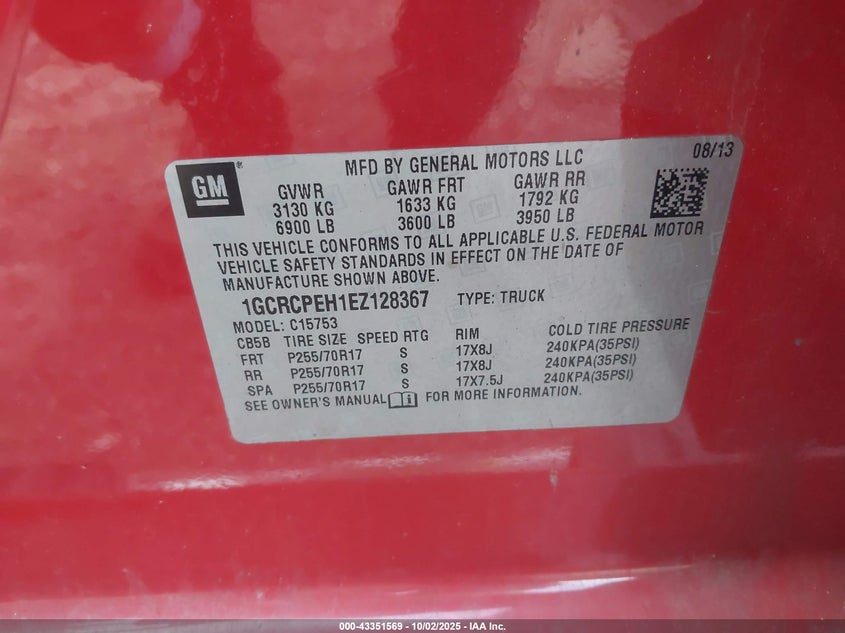 GM
MFD BY GENERAL MOTORS LLC
08/13
GVWR GAWR FRT GAWR RR
3130 KG 1633 KG 1792 KG
6900 LB 3600 LB 3950 LB
THIS VEHICLE CONFORMS TO ALL APPLICABLE U.S. FEDERAL MOTOR
VEHICLE SAFETY STANDARDS IN EFFECT ON THE DATE OF
MANUFACTURE SHOWN ABOVE.
1GCRCPEH1EZ128367 TYPE: TRUCK
MODEL: C15753
CB5B TIRE SIZE SPEED RTG RIM COLD TIRE PRESSURE
FRT P255/70R17 S 17X8J 240KPA(35PSI)
RR P255/70R17 S 17X8J 240KPA(35PSI)
SPA P255/70R17 S 17X7.5J 240KPA(35PSI)
SEE OWNER'S MANUAL FOR MORE INFORMATION.
000-43351569 - 10/02/2025 - IAA Inc.